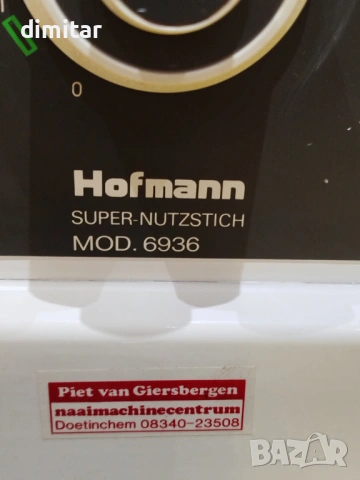 dimitar
0
Hofmann
SUPER-NUTZSTICH
MOD. 6936
Piet van Giersbergen
naaimachinecentrum
Doetinchem 08340-23508
BAZAR